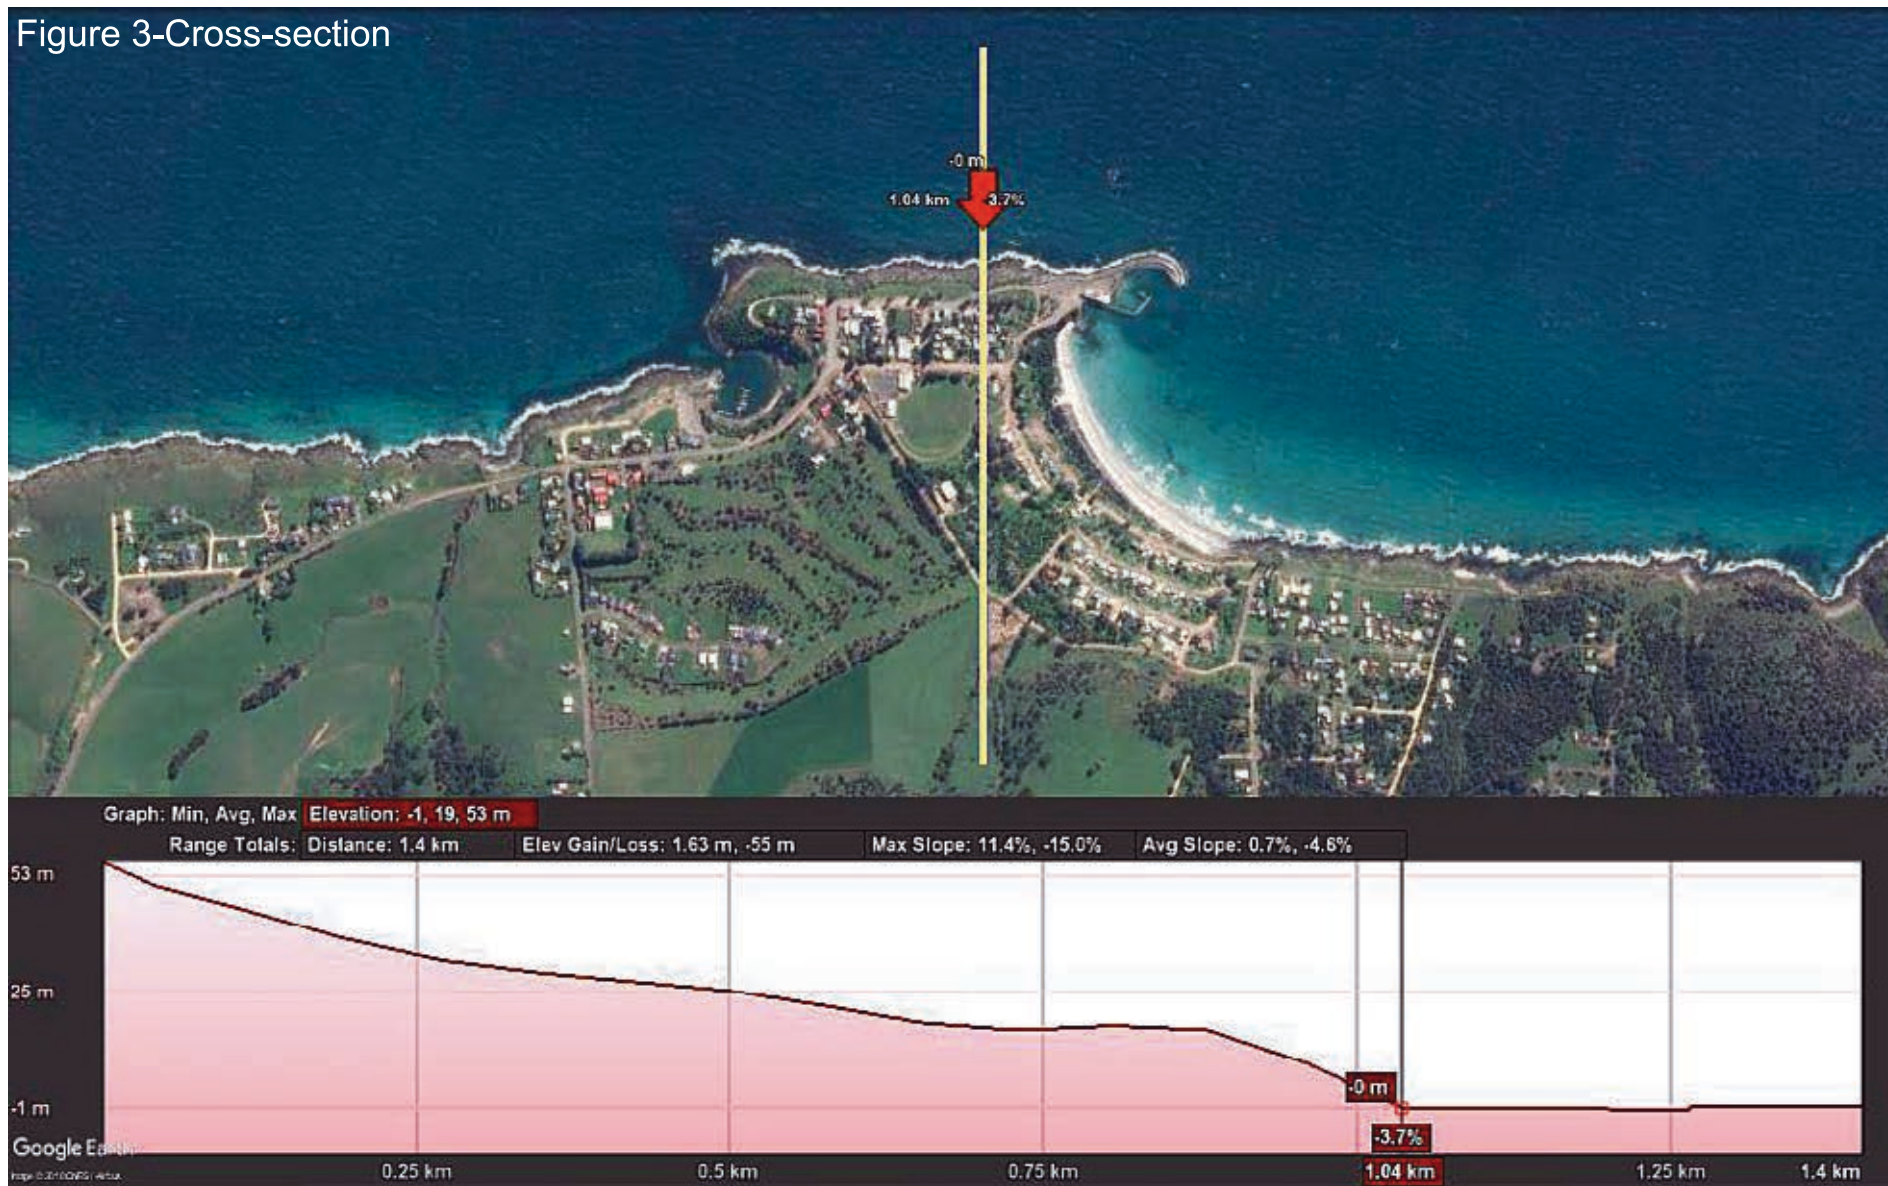 Figure 3-Cross-section
-0 m
1.04 km -3.7%
Graph: Min, Avg, Max Elevation: -1, 19, 53 m
Range Totals: Distance: 1.4 km Elev Gain/Loss: 1.63 m, -55 m Max Slope: 11.4%, -15.0% Avg Slope: 0.7%, -4.6%
53 m
25 m
-0 m
-1 m
-3.7%
Google Earth
0.25 km 0.5 km 0.75 km 1.04 km 1.25 km 1.4 km